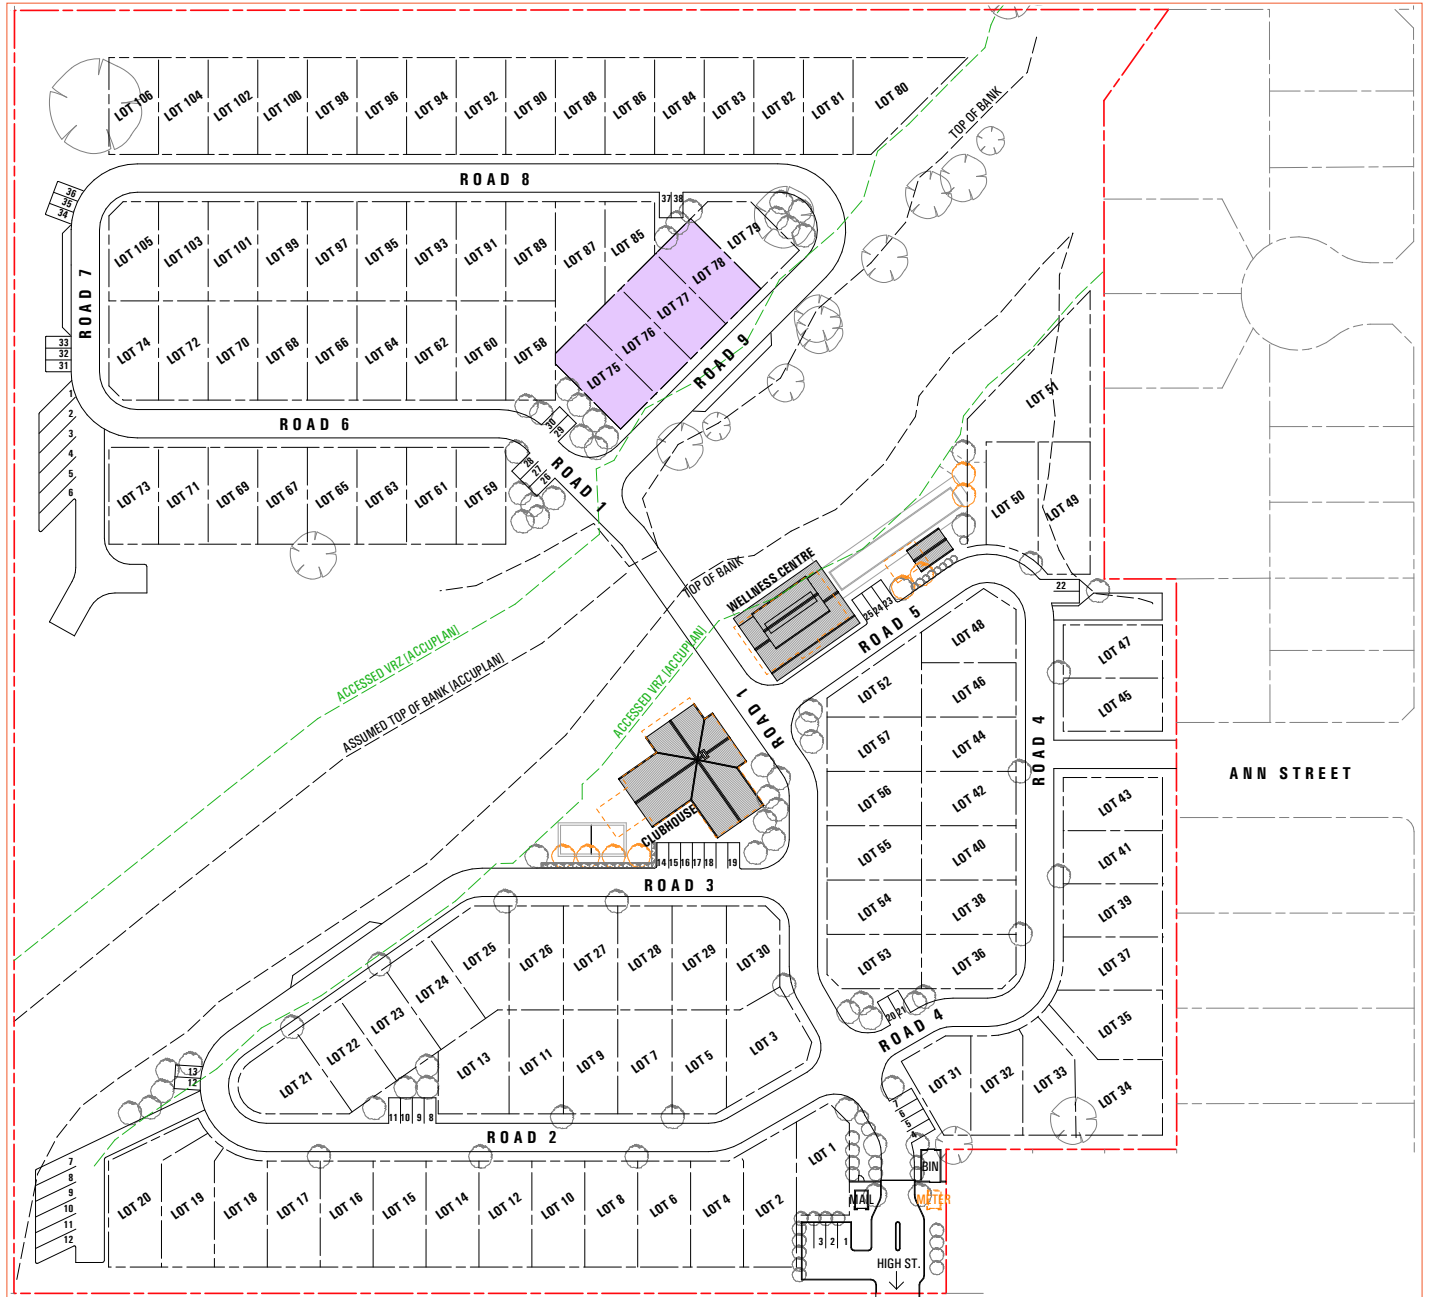 LOT 106
LOT 104
LOT 102
LOT 100
LOT 98
LOT 96
LOT 94
LOT 92
LOT 90
LOT 88
LOT 86
LOT 84
LOT 83
LOT 82
LOT 81
LOT 80
TOP OF BANK
ROAD 8
36
35
34
37
38
LOT 105
LOT 103
LOT 101
LOT 99
LOT 97
LOT 95
LOT 93
LOT 91
LOT 89
LOT 87
LOT 85
LOT 79
LOT 78
LOT 77
LOT 76
LOT 75
ROAD 7
33
32
31
LOT 74
LOT 72
LOT 70
LOT 68
LOT 66
LOT 64
LOT 62
LOT 60
LOT 58
ROAD 9
1
2
3
4
5
6
ROAD 6
30
29
28
27
26
ROAD 1
LOT 73
LOT 71
LOT 69
LOT 67
LOT 65
LOT 63
LOT 61
LOT 59
LOT 51
LOT 50
LOT 49
TOP OF BANK
WELLNESS CENTRE
25
24
23
22
ROAD 5
ACCESSED VRZ (ACCUPLAN)
ASSUMED TOP OF BANK (ACCUPLAN)
ACCESSED VRZ (ACCUPLAN)
LOT 48
LOT 47
LOT 52
LOT 46
LOT 45
ROAD 1
LOT 57
LOT 44
ROAD 4
ANN STREET
LOT 56
LOT 42
LOT 43
CLUBHOUSE
14
15
16
17
18
19
LOT 55
LOT 40
LOT 41
ROAD 3
LOT 54
LOT 38
LOT 39
LOT 53
LOT 36
LOT 37
LOT 25
LOT 26
LOT 27
LOT 28
LOT 29
LOT 30
LOT 24
LOT 23
LOT 22
LOT 21
20
21
ROAD 4
LOT 35
LOT 13
LOT 11
LOT 9
LOT 7
LOT 5
LOT 3
13
12
LOT 31
LOT 32
LOT 33
LOT 34
11
10
9
8
7
6
5
4
ROAD 2
LOT 1
BIN
7
8
9
10
11
12
LOT 20
LOT 19
LOT 18
LOT 17
LOT 16
LOT 15
LOT 14
LOT 12
LOT 10
LOT 8
LOT 6
LOT 4
LOT 2
MAIL
METER
3
2
1
HIGH ST.